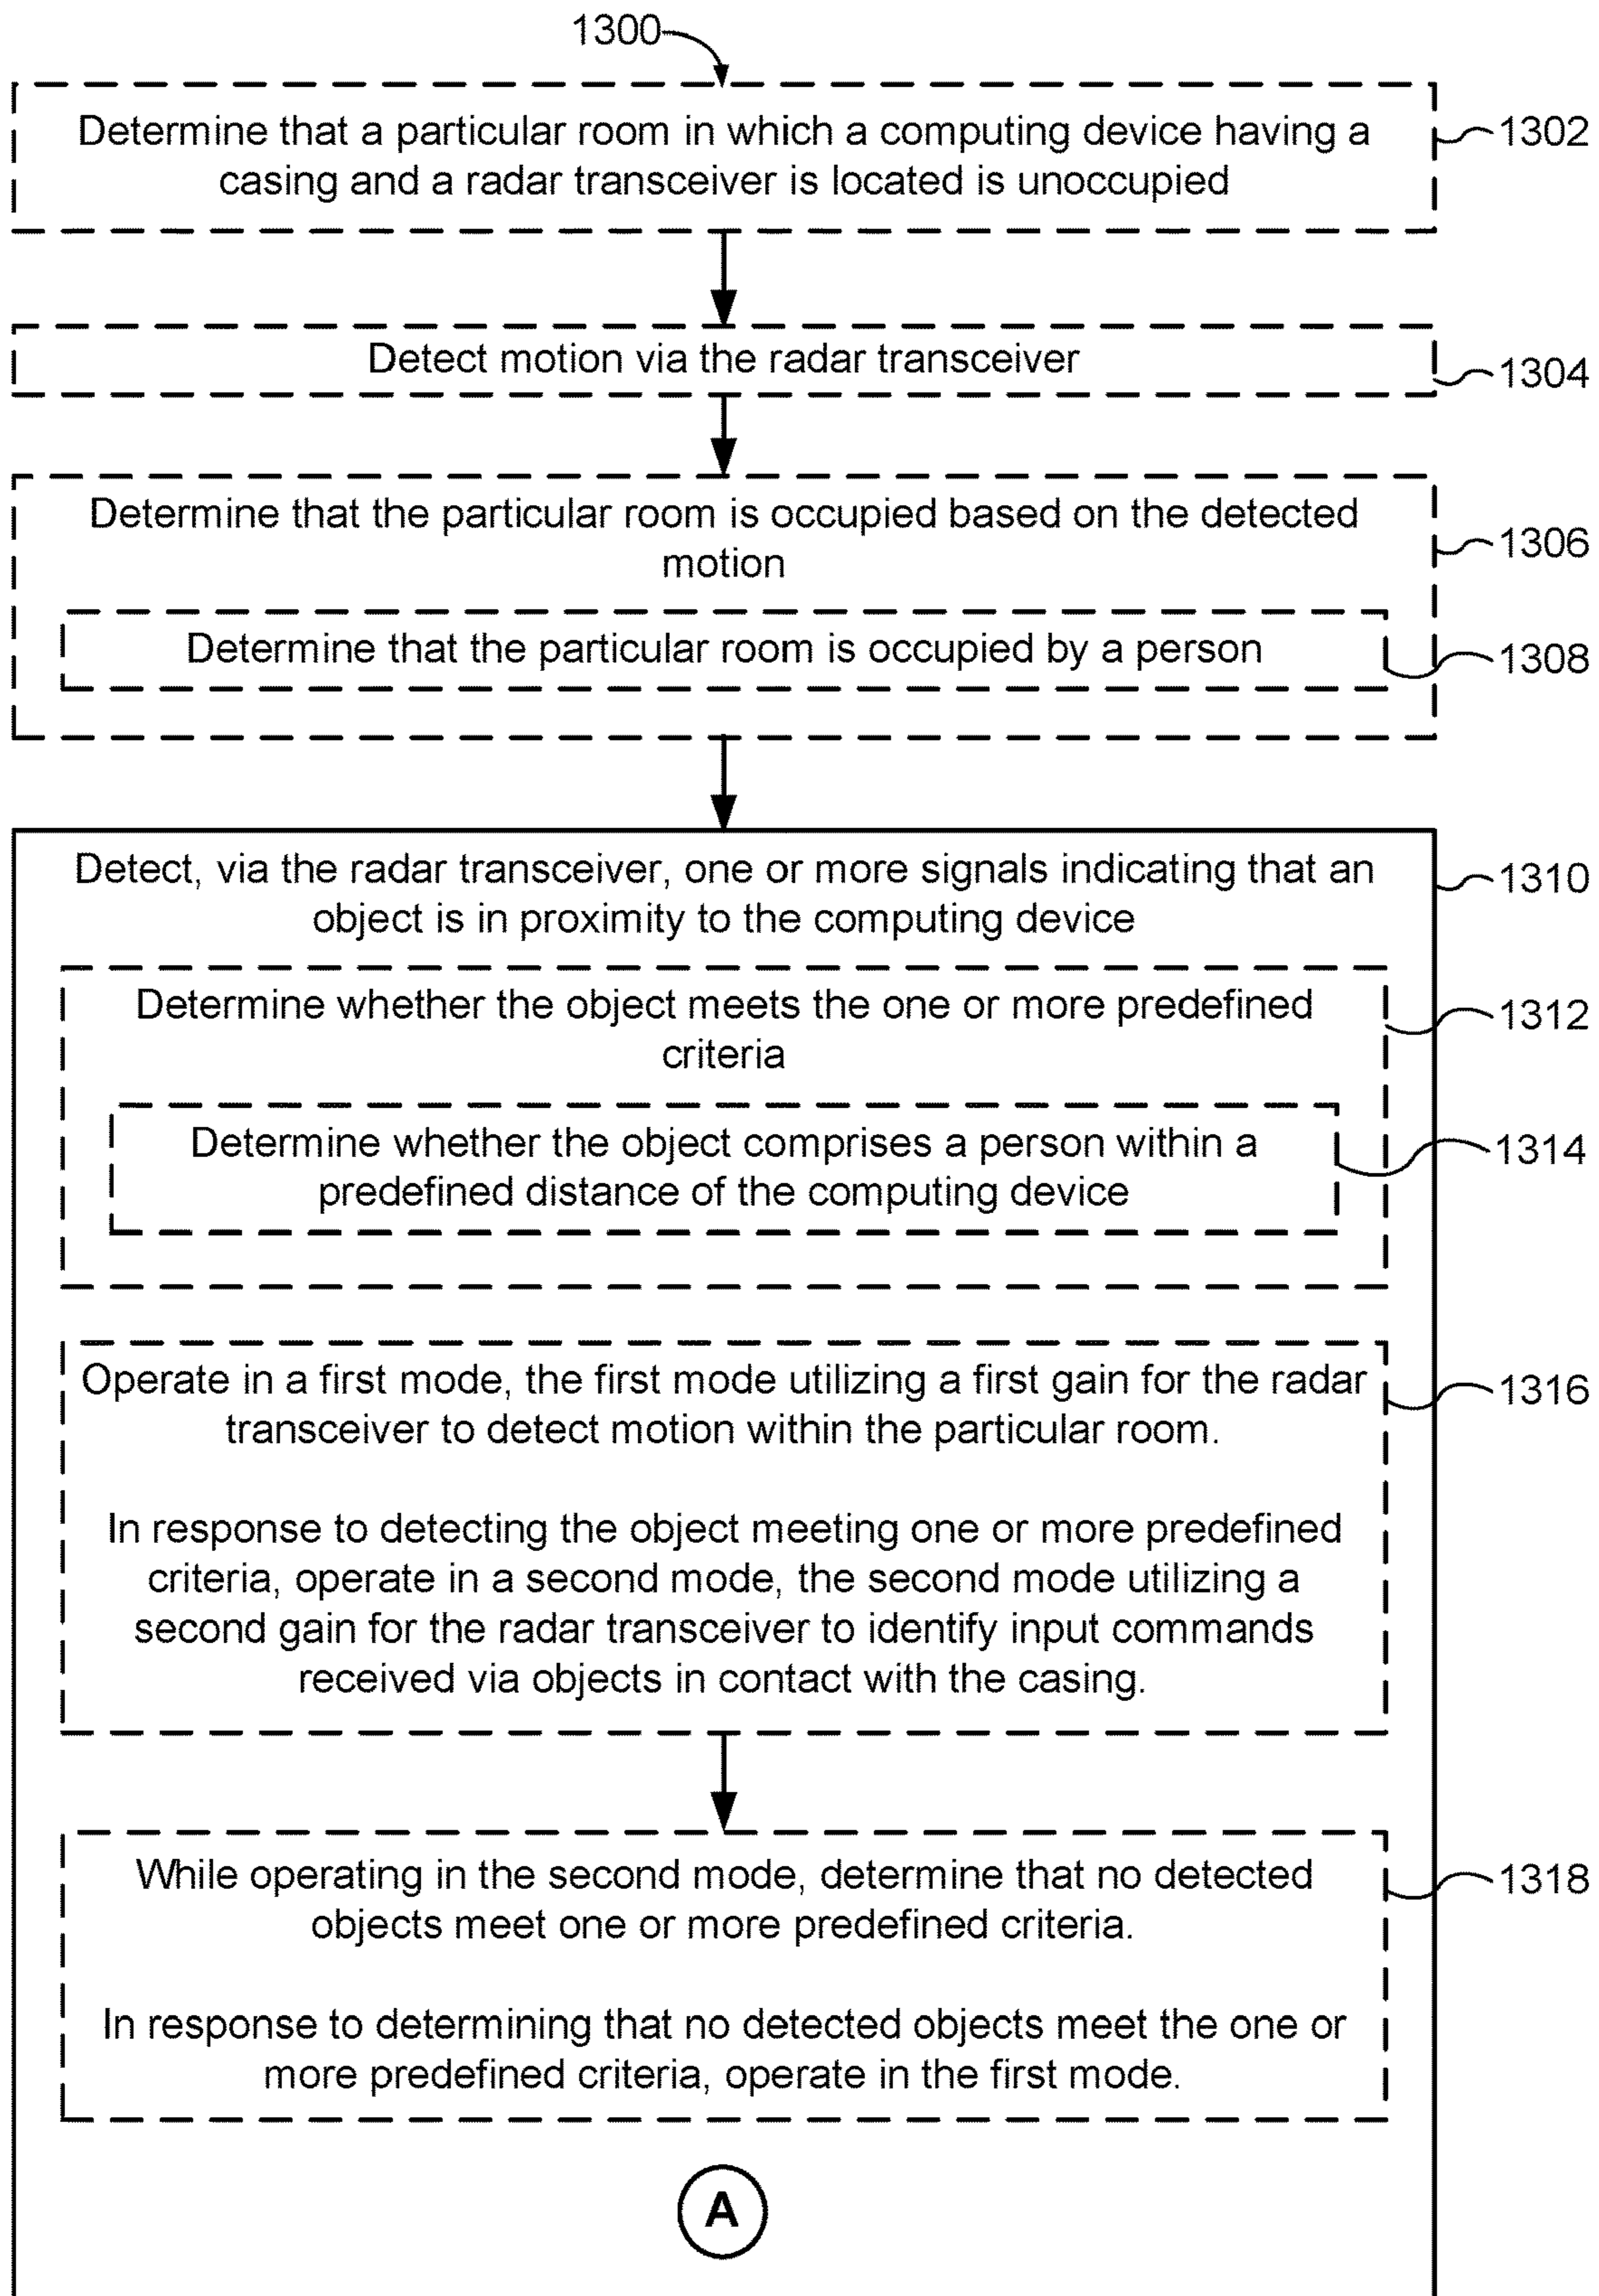 1300
Determine that a particular room in which a computing device having a
casing and a radar transceiver is located is unoccupied
1302
Detect motion via the radar transceiver
1304
Determine that the particular room is occupied based on the detected
motion
1306
Determine that the particular room is occupied by a person
1308
Detect, via the radar transceiver, one or more signals indicating that an
object is in proximity to the computing device
1310
Determine whether the object meets the one or more predefined
criteria
1312
Determine whether the object comprises a person within a
predefined distance of the computing device
1314
Operate in a first mode, the first mode utilizing a first gain for the radar
transceiver to detect motion within the particular room.
1316
In response to detecting the object meeting one or more predefined
criteria, operate in a second mode, the second mode utilizing a
second gain for the radar transceiver to identify input commands
received via objects in contact with the casing.
While operating in the second mode, determine that no detected
objects meet one or more predefined criteria.
1318
In response to determining that no detected objects meet the one or
more predefined criteria, operate in the first mode.
A